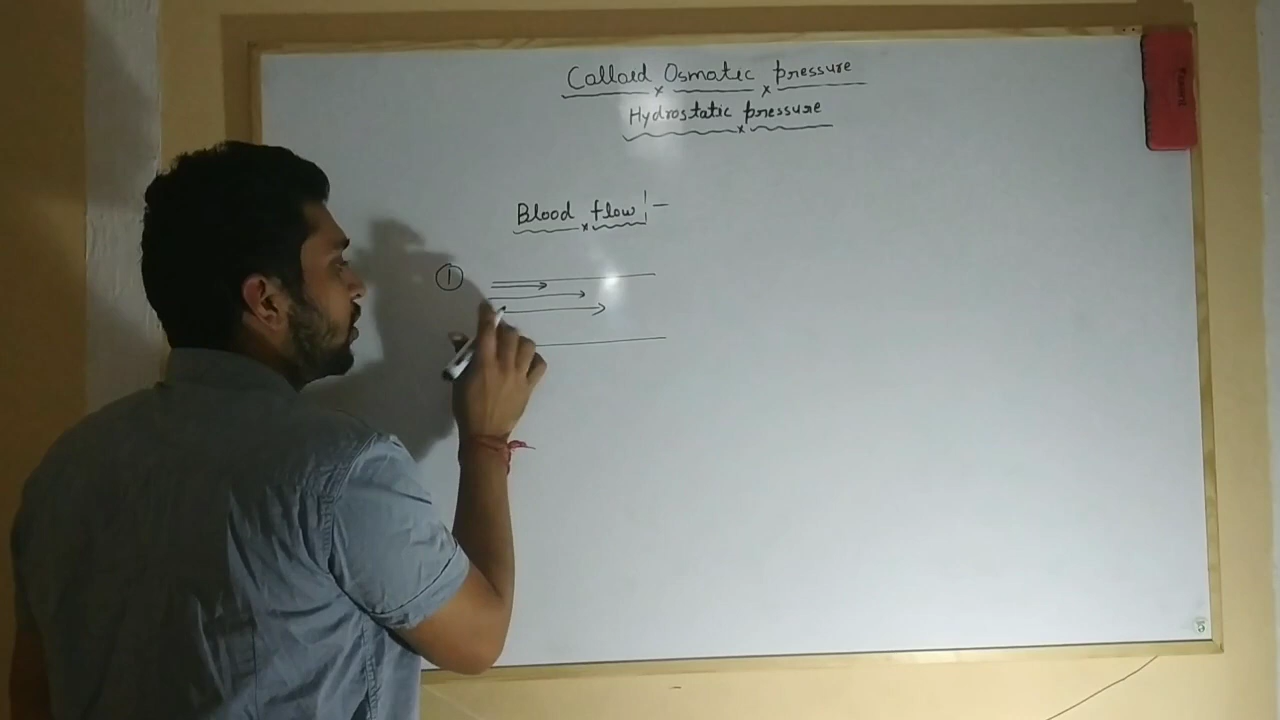 Colloid Osmotic pressure
Hydrostatic pressure
Blood flow :-
①